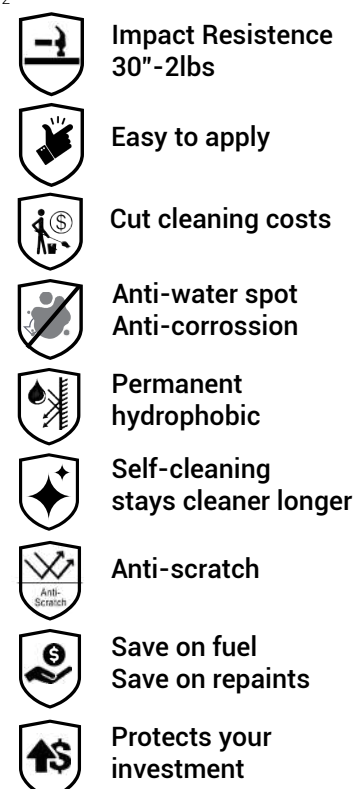 2
Impact Resistence
30"-2lbs
Easy to apply
$
Cut cleaning costs
Anti-water spot
Anti-corrossion
Permanent
hydrophobic
Self-cleaning
stays cleaner longer
Anti-
Scratch
Anti-scratch
$
Save on fuel
Save on repaints
$
Protects your
investment